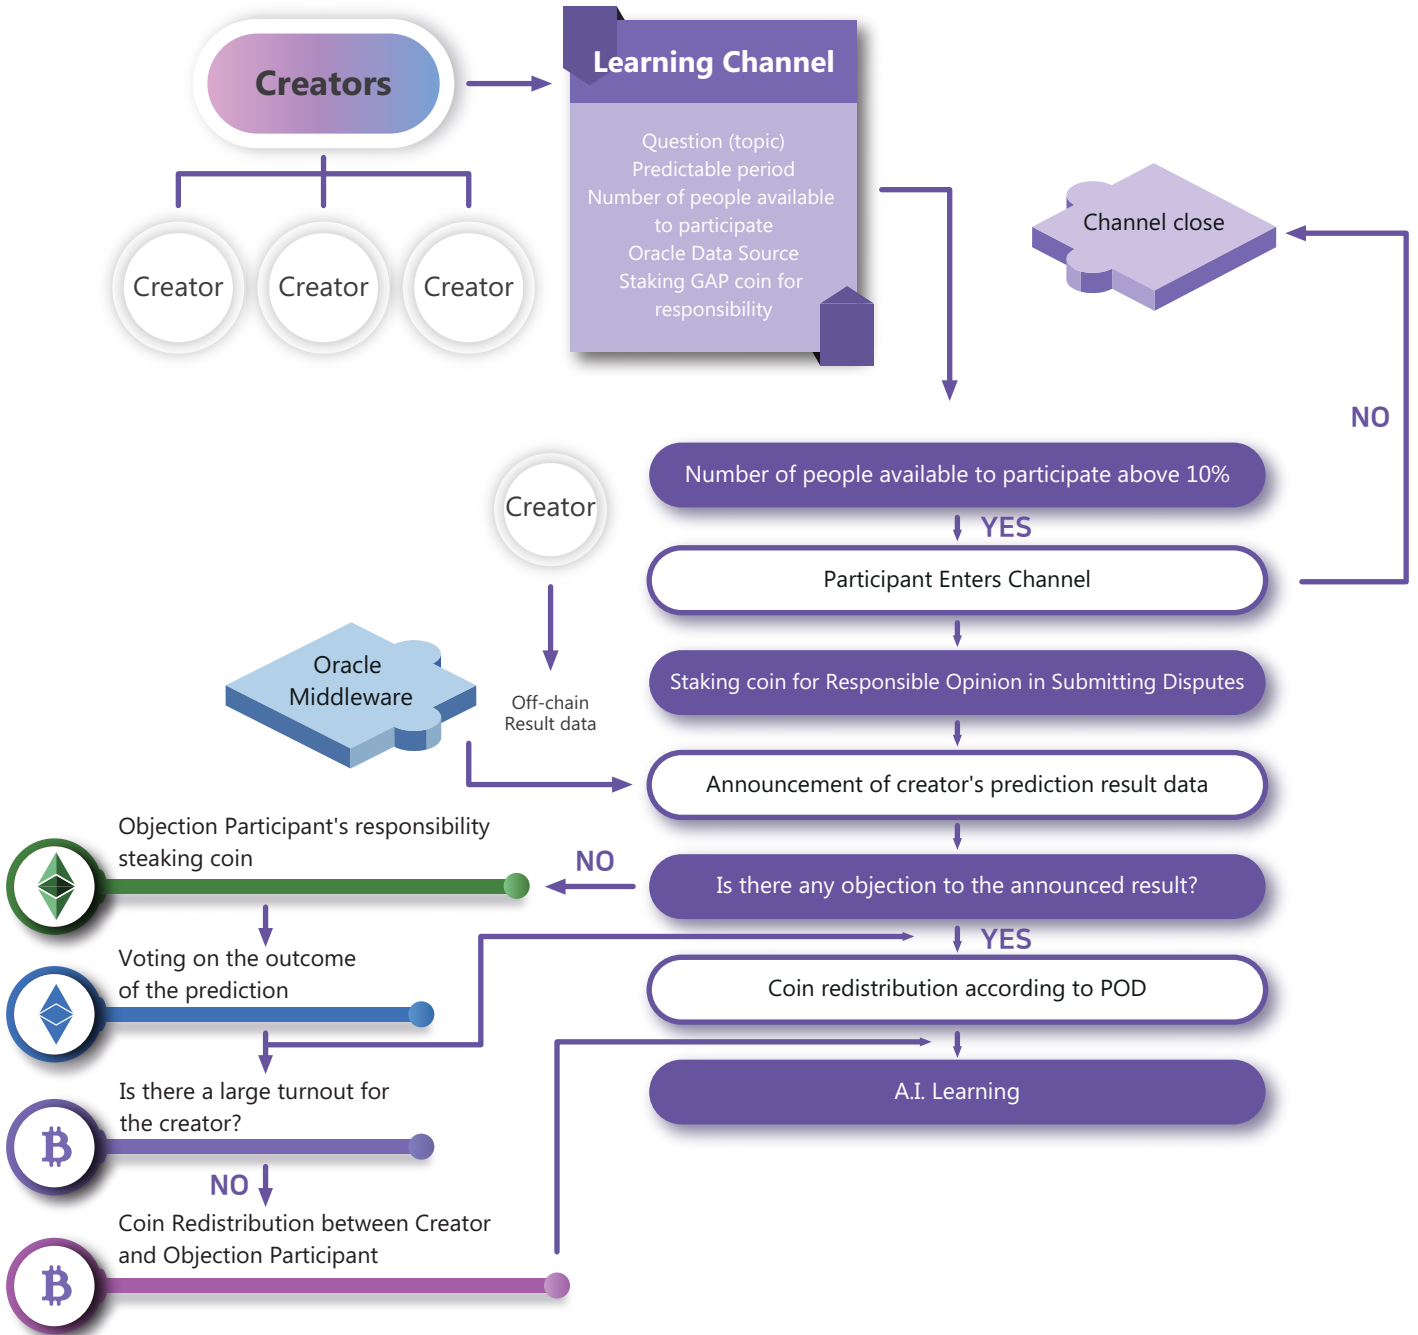 Creators
Learning Channel
Question (topic)
Predictable period
Number of people available
to participate
Oracle Data Source
Staking GAP coin for
responsibility
Creator
Creator
Creator
Channel close
NO
Number of people available to participate above 10%
YES
Participant Enters Channel
Creator
Staking coin for Responsible Opinion in Submitting Disputes
Oracle
Middleware
Off-chain
Result data
Announcement of creator's prediction result data
Objection Participant's responsibility
steaking coin
NO
Is there any objection to the announced result?
YES
Voting on the outcome
of the prediction
Coin redistribution according to POD
Is there a large turnout for
the creator?
A.I. Learning
NO
Coin Redistribution between Creator
and Objection Participant